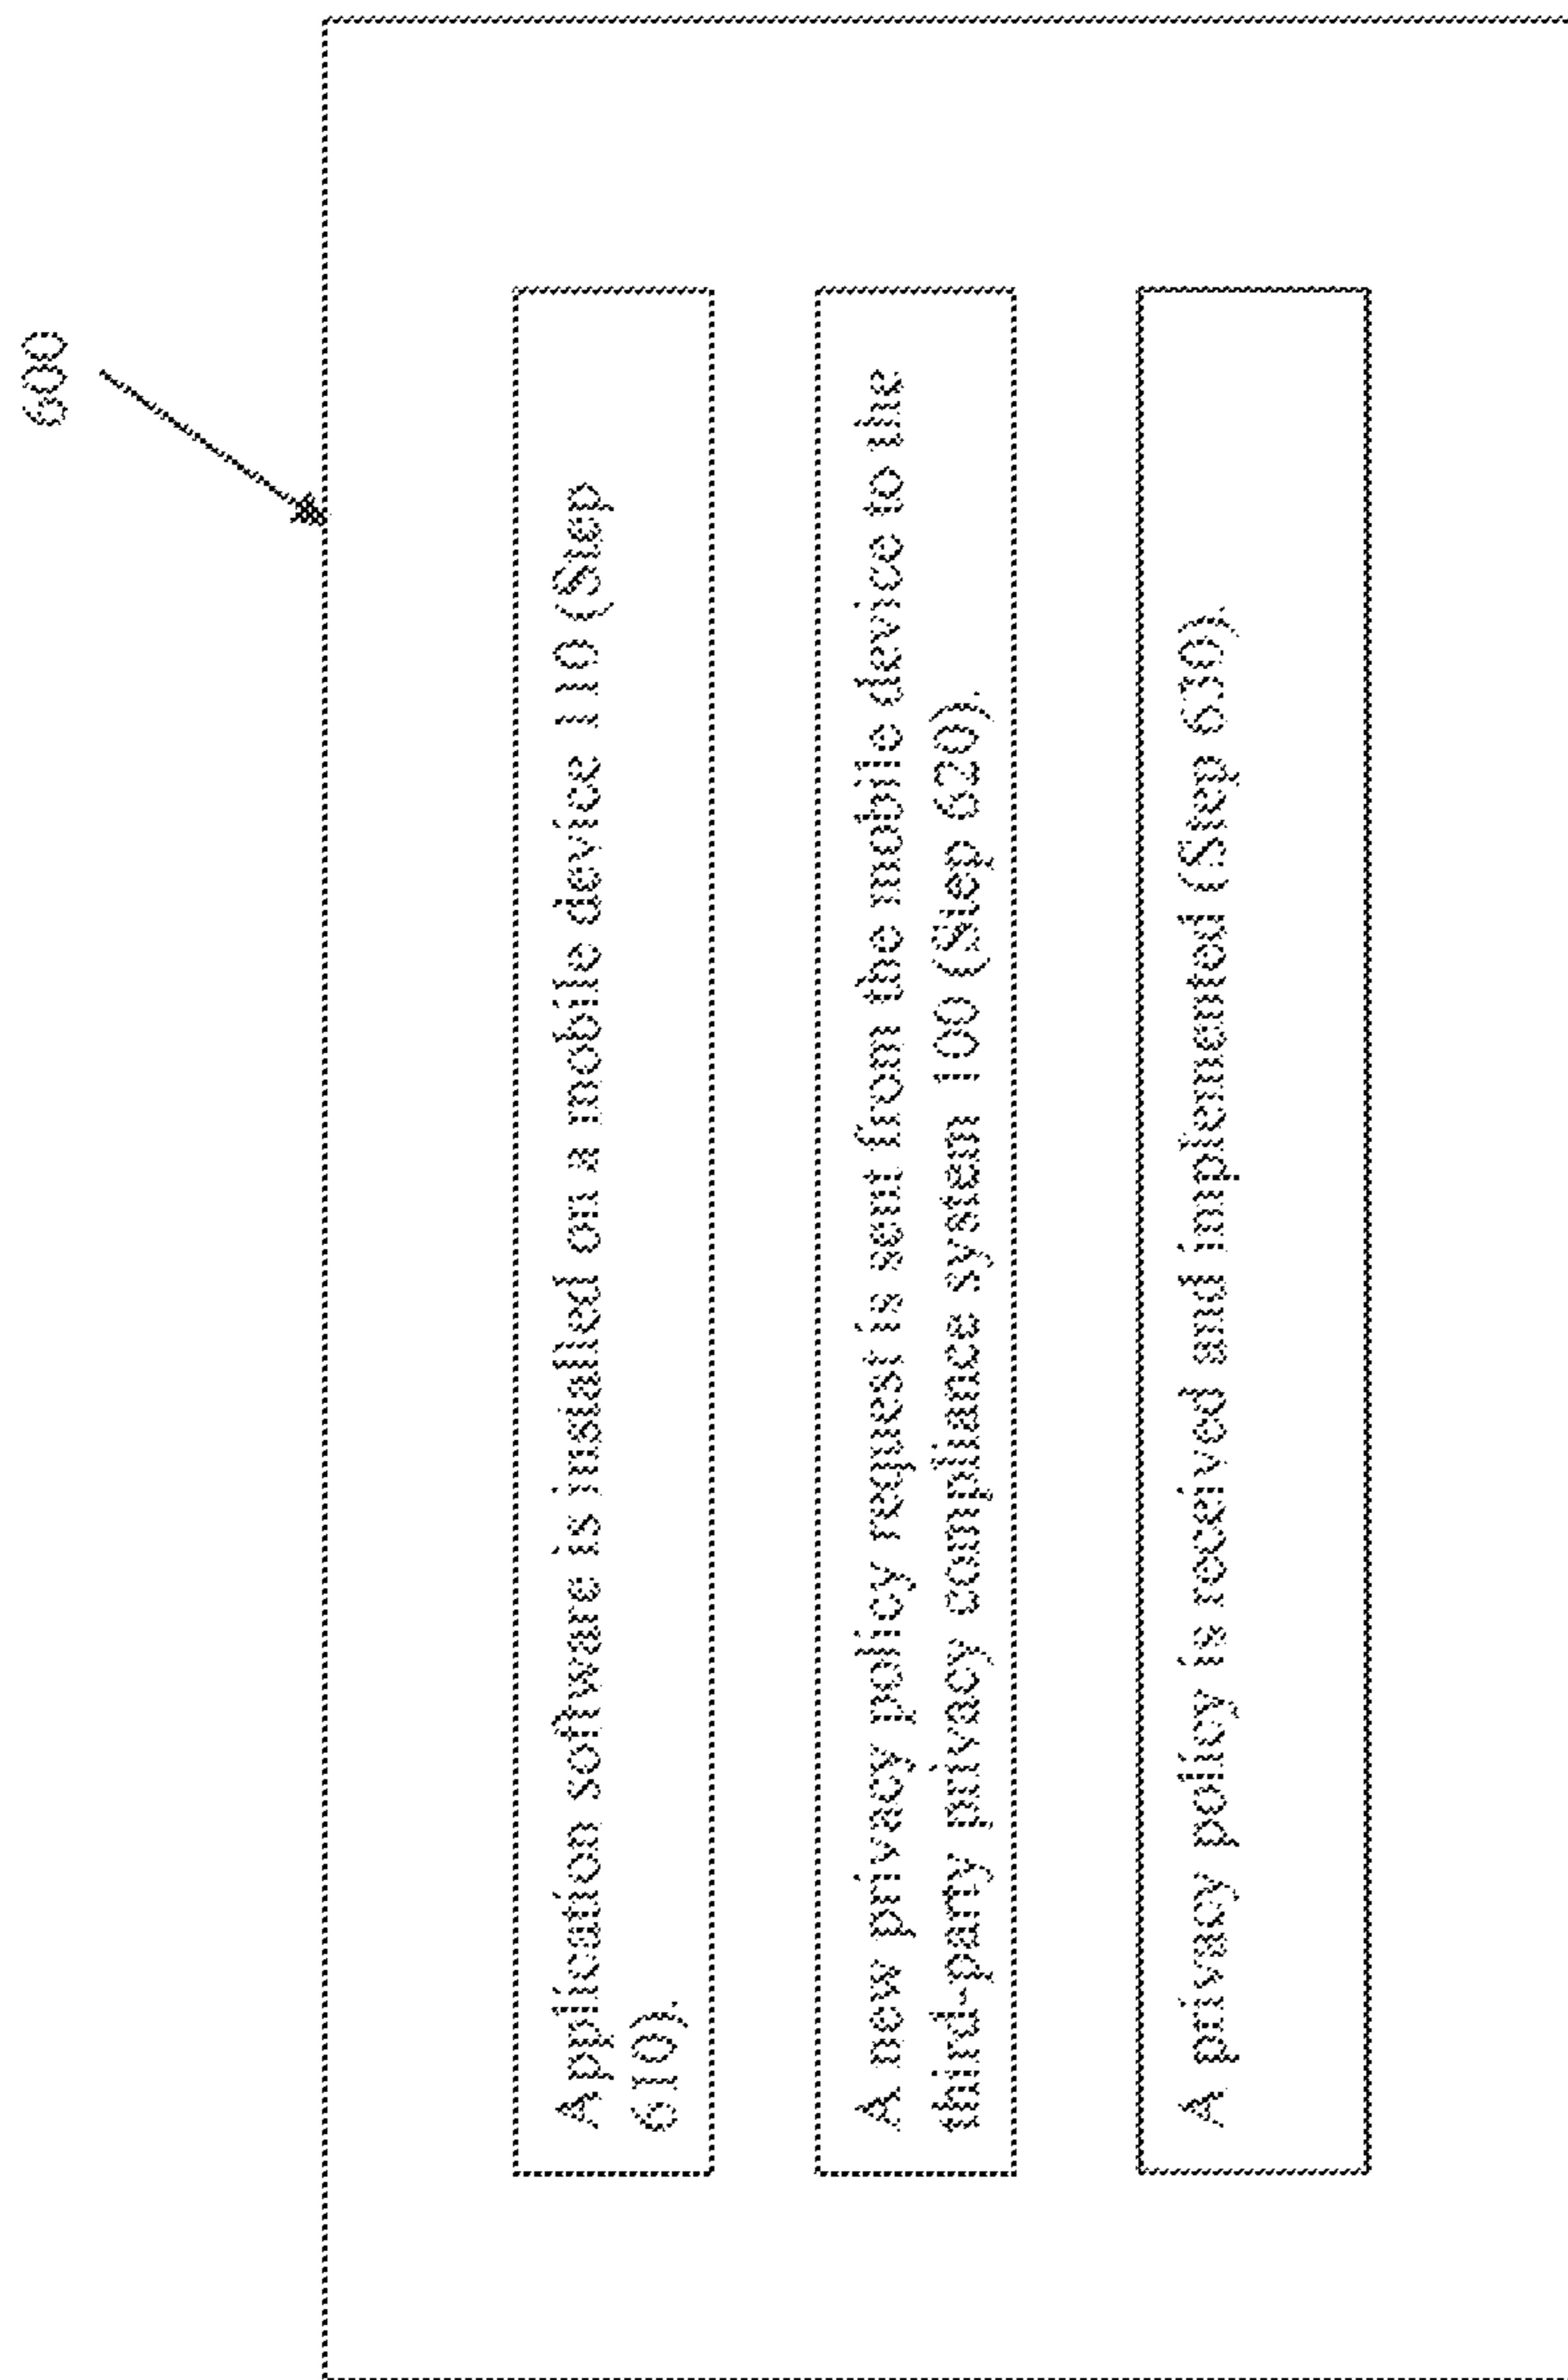 600
Application software is installed on a mobile device 110 (Step
610).
A new privacy policy request is sent from the mobile device to the
third-party privacy compliance system 100 (Step 620).
A privacy policy is received and implemented (Step 630).